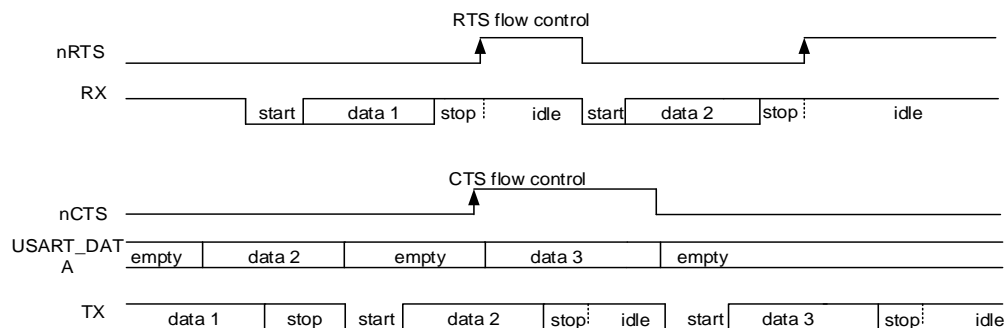 RTS flow control
nRTS
RX
start data 1 stop idle start data 2 stop idle
CTS flow control
nCTS
USART_DAT
A
empty data 2 empty data 3 empty
TX
data 1 stop start data 2 stop idle start data 3 stop idle